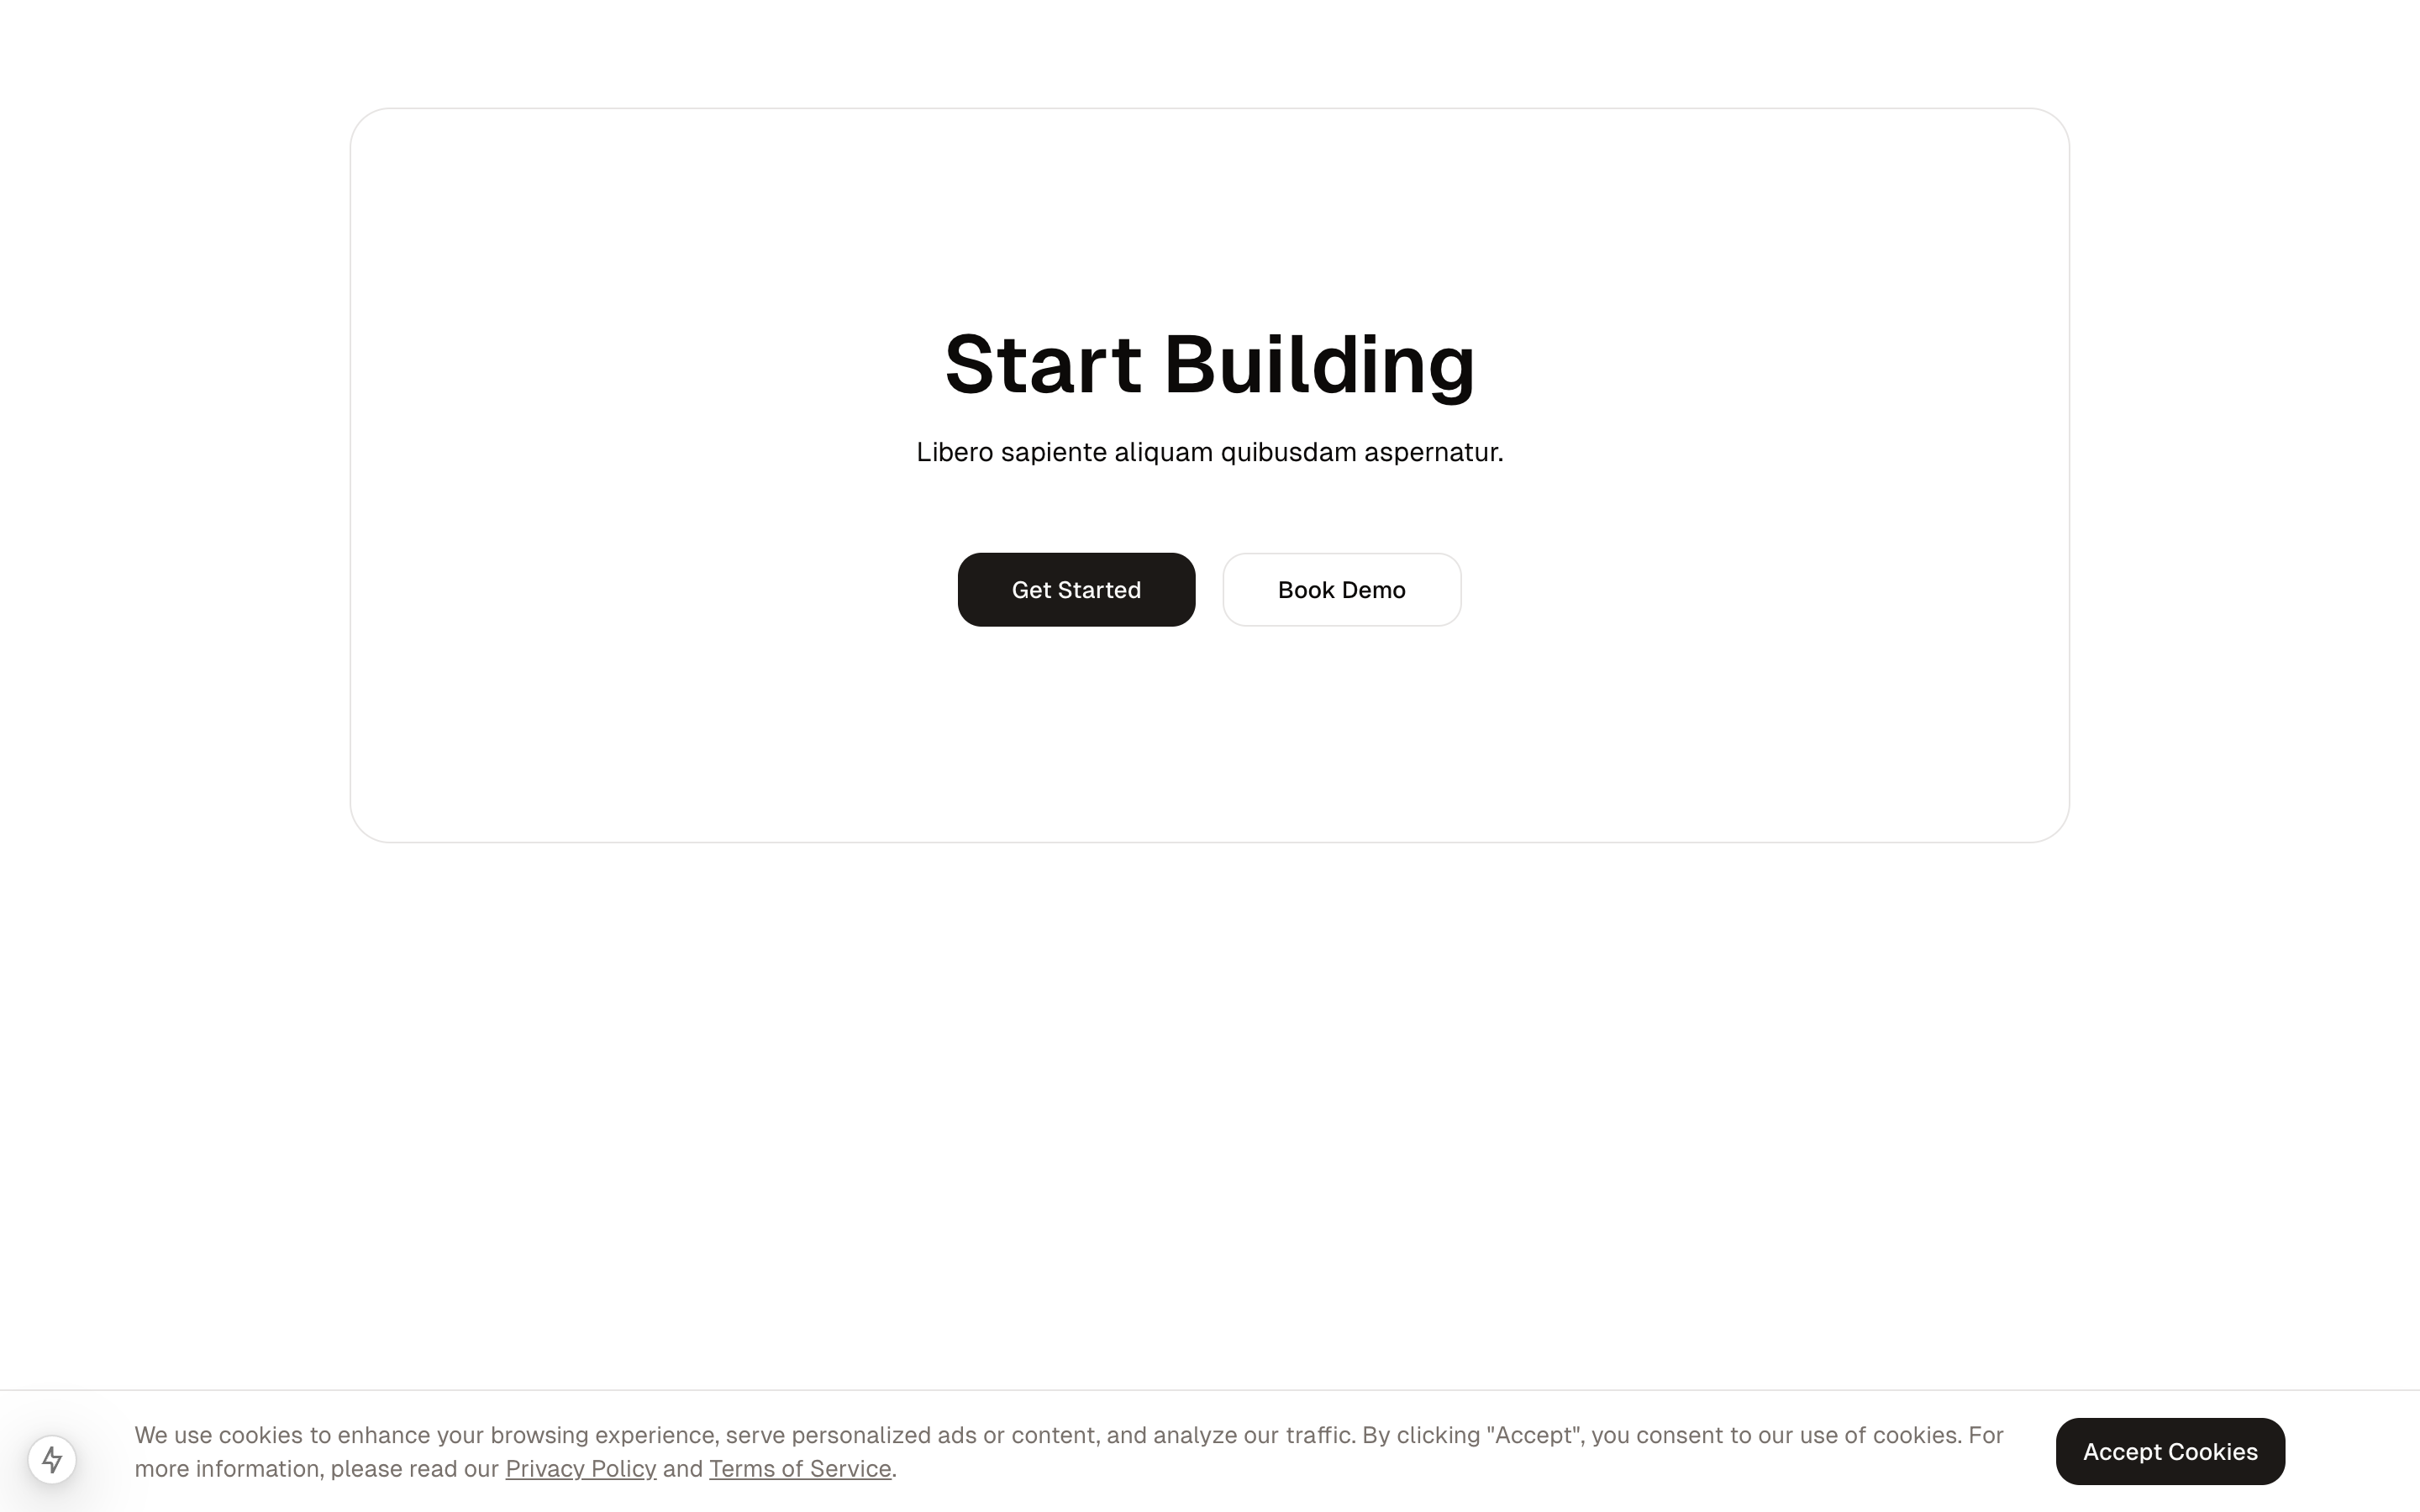 Start Building
Libero sapiente aliquam quibusdam aspernatur.
Get Started
Book Demo
We use cookies to enhance your browsing experience, serve personalized ads or content, and analyze our traffic. By clicking "Accept", you consent to our use of cookies. For
more information, please read our Privacy Policy and Terms of Service.
Accept Cookies